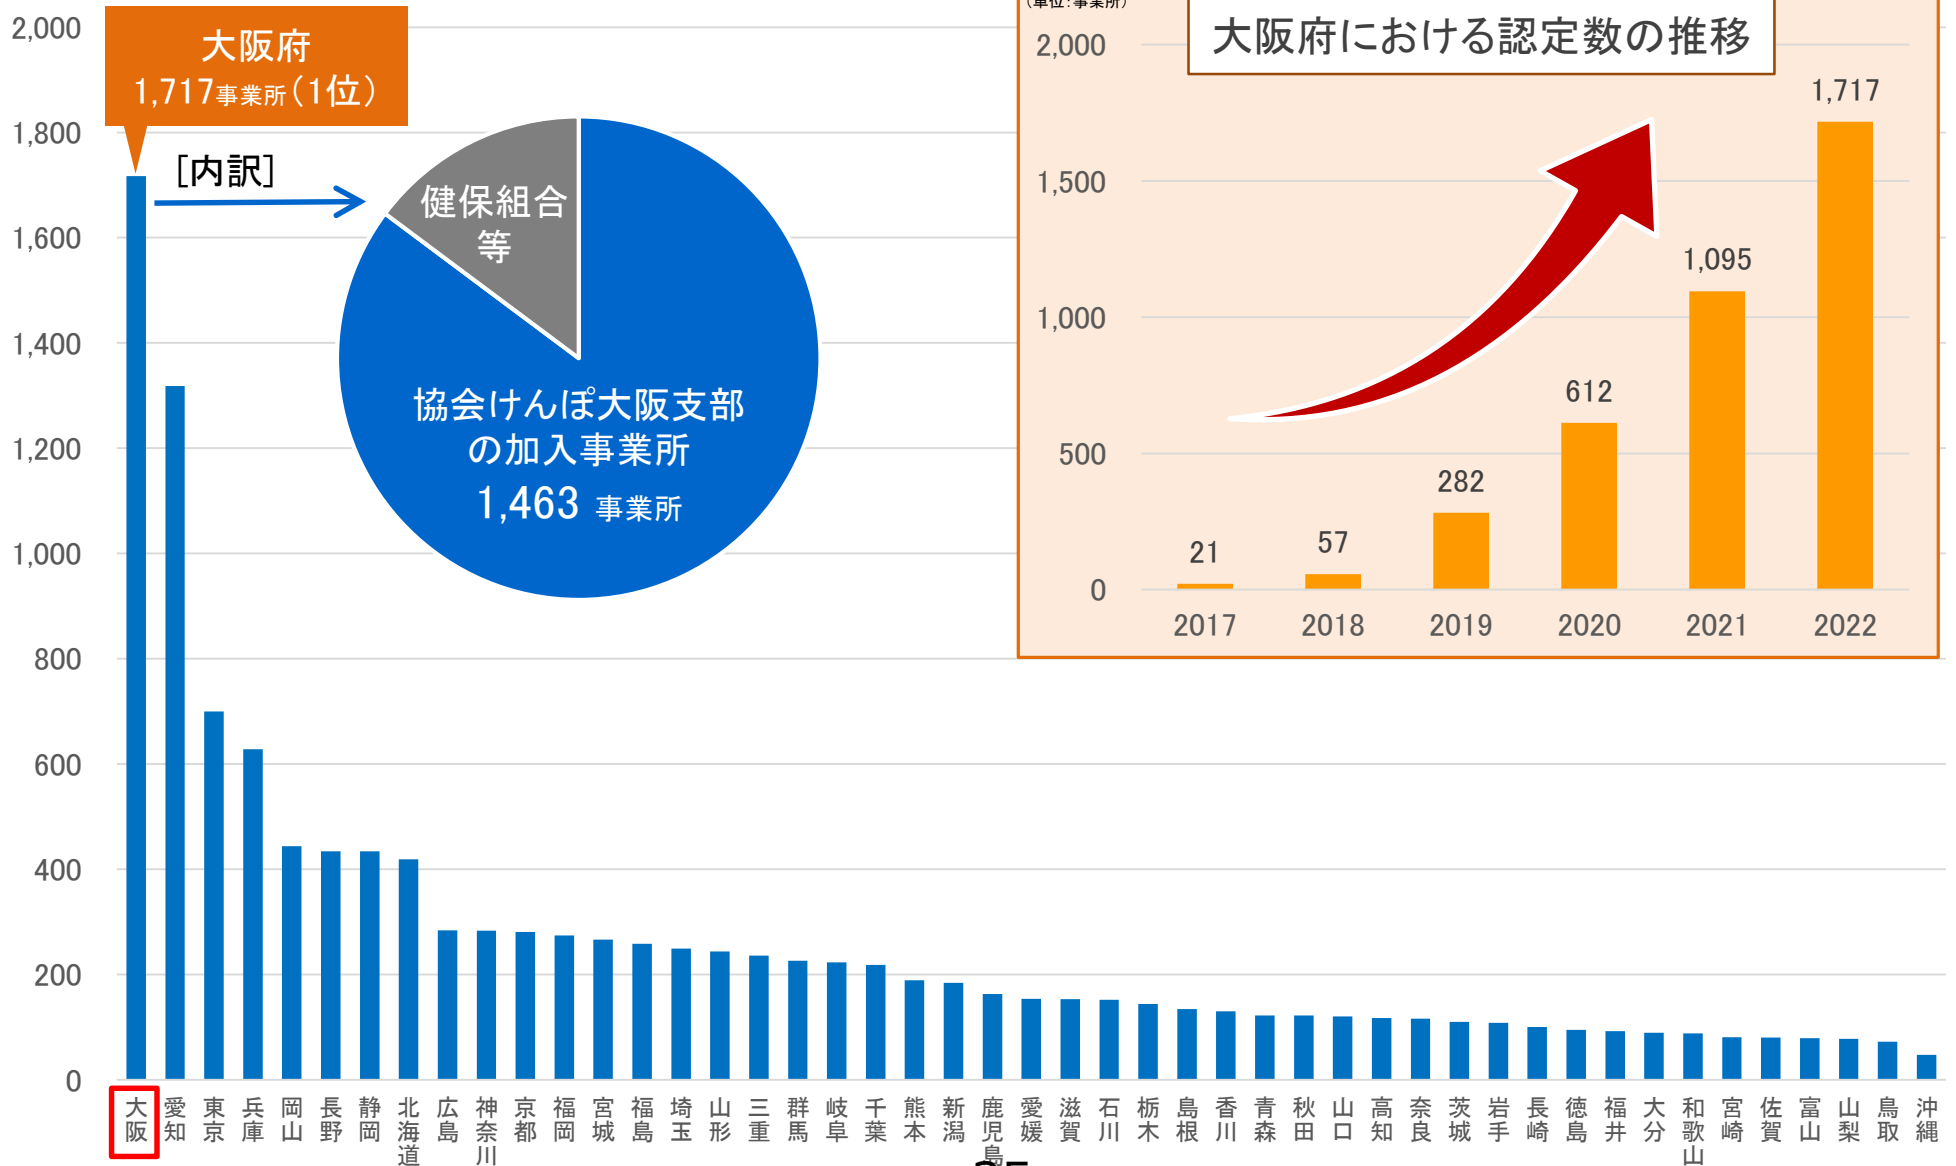 2,000
1,800
1,600
1,400
1,200
1,000
800
600
400
200
0
大阪府
1,717事業所(1位)
[内訳]
健保組合
等
協会けんぽ大阪支部
の加入事業所
1,463 事業所
(単位:事業所)
大阪府における認定数の推移
2,000
1,500
1,000
500
0
21
57
282
612
1,095
1,717
2017
2018
2019
2020
2021
2022
大阪
愛知
東京
兵庫
岡山
長野
静岡
北海道
広島
神奈川
京都
福岡
宮城
福島
埼玉
山形
三重
群馬
岐阜
千葉
熊本
新潟
鹿児島
愛媛
滋賀
石川
栃木
島根
香川
青森
秋田
山口
高知
奈良
茨城
岩手
長崎
徳島
福井
大分
和歌山
宮崎
佐賀
富山
山梨
鳥取
沖縄